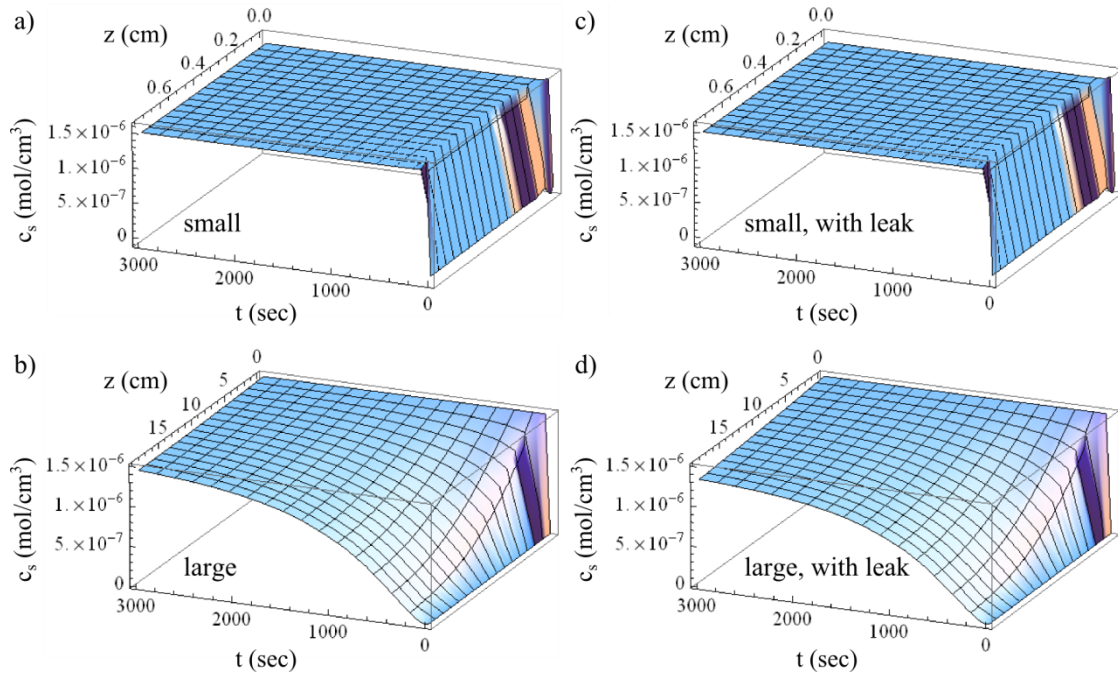 a)
z (cm)
0.0
0.2
0.4
0.6
1.5×10⁻⁶
1.×10⁻⁶
5.×10⁻⁷
0
cₛ (mol/cm³)
small
3000
2000
1000
0
t (sec)
c)
z (cm)
0.0
0.2
0.4
0.6
1.5×10⁻⁶
1.×10⁻⁶
5.×10⁻⁷
0
cₛ (mol/cm³)
small, with leak
3000
2000
1000
0
t (sec)
b)
z (cm)
0
5
10
15
1.5×10⁻⁶
1.×10⁻⁶
5.×10⁻⁷
0
cₛ (mol/cm³)
large
3000
2000
1000
0
t (sec)
d)
z (cm)
0
5
10
15
1.5×10⁻⁶
1.×10⁻⁶
5.×10⁻⁷
0
cₛ (mol/cm³)
large, with leak
3000
2000
1000
0
t (sec)